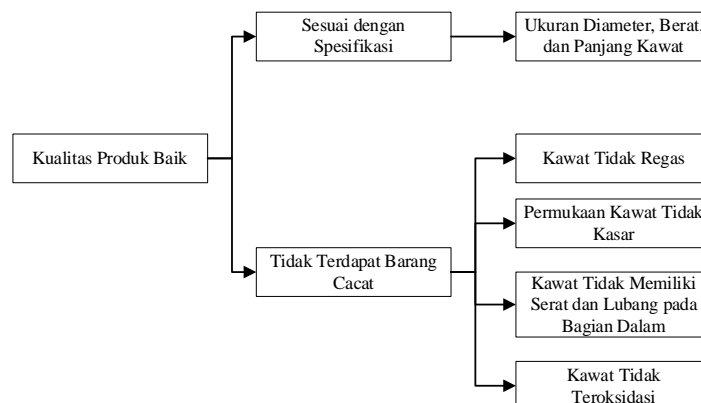 Sesuai dengan
Spesifikasi
Ukuran Diameter, Berat,
dan Panjang Kawat
Kualitas Produk Baik
Kawat Tidak Regas
Permukaan Kawat Tidak
Kasar
Tidak Terdapat Barang
Cacat
Kawat Tidak Memiliki
Serat dan Lubang pada
Bagian Dalam
Kawat Tidak
Teroksidasi